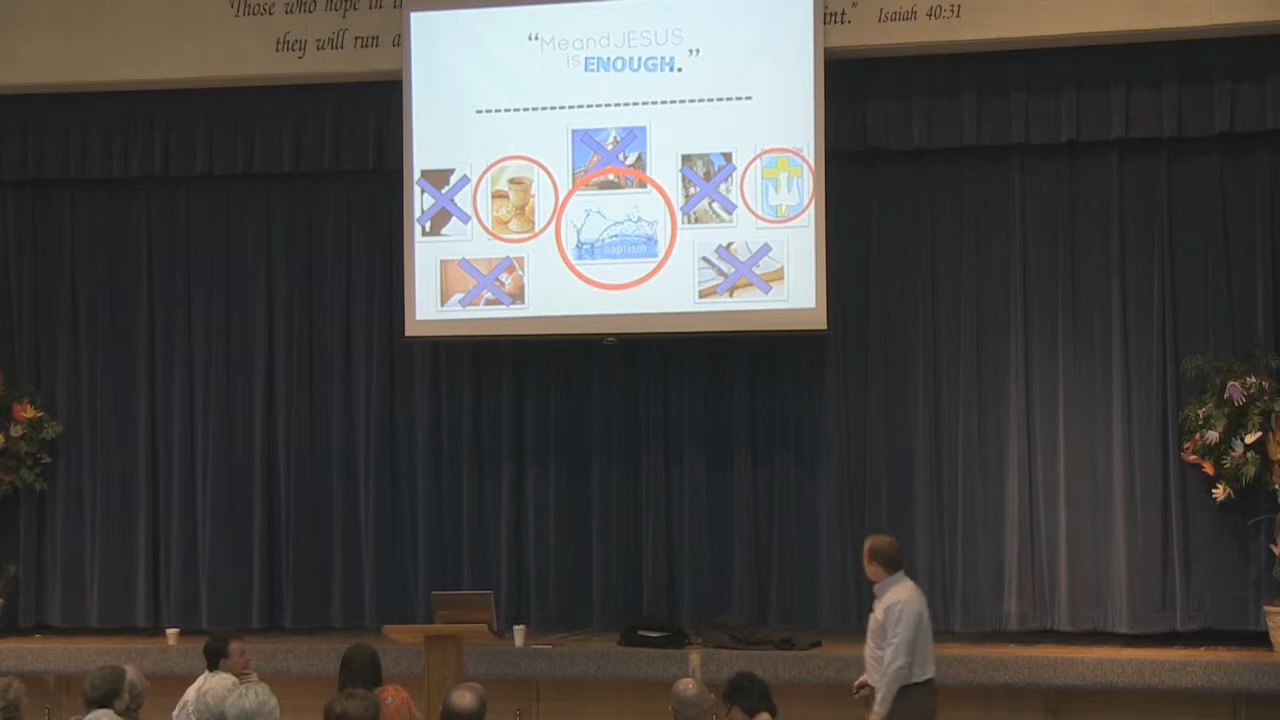 "Those who hope in t
they will run a
int." Isaiah 40:31
"Me and JESUS
is ENOUGH."
baptism